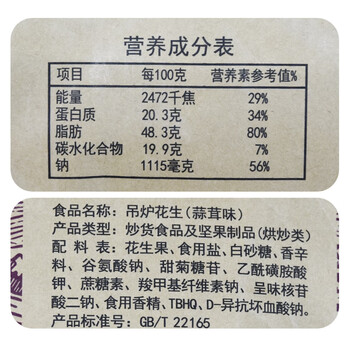 营养成分表
项目 每100克 营养素参考值%
能量 2472千焦 29%
蛋白质 20.3克 34%
脂肪 48.3克 80%
碳水化合物 19.9克 7%
钠 1115毫克 56%
食品名称: 吊炉花生(蒜茸味)
产品类型: 炒货食品及坚果制品(烘炒类)
配料表: 花生果、食用盐、白砂糖、香辛
料、谷氨酸钠、甜菊糖苷、乙酰磺胺酸
钾、蔗糖素、羧甲基纤维素钠、呈味核苷
酸二钠、食用香精、TBHQ、D-异抗坏血酸钠
产品标准号: GB/T 22165